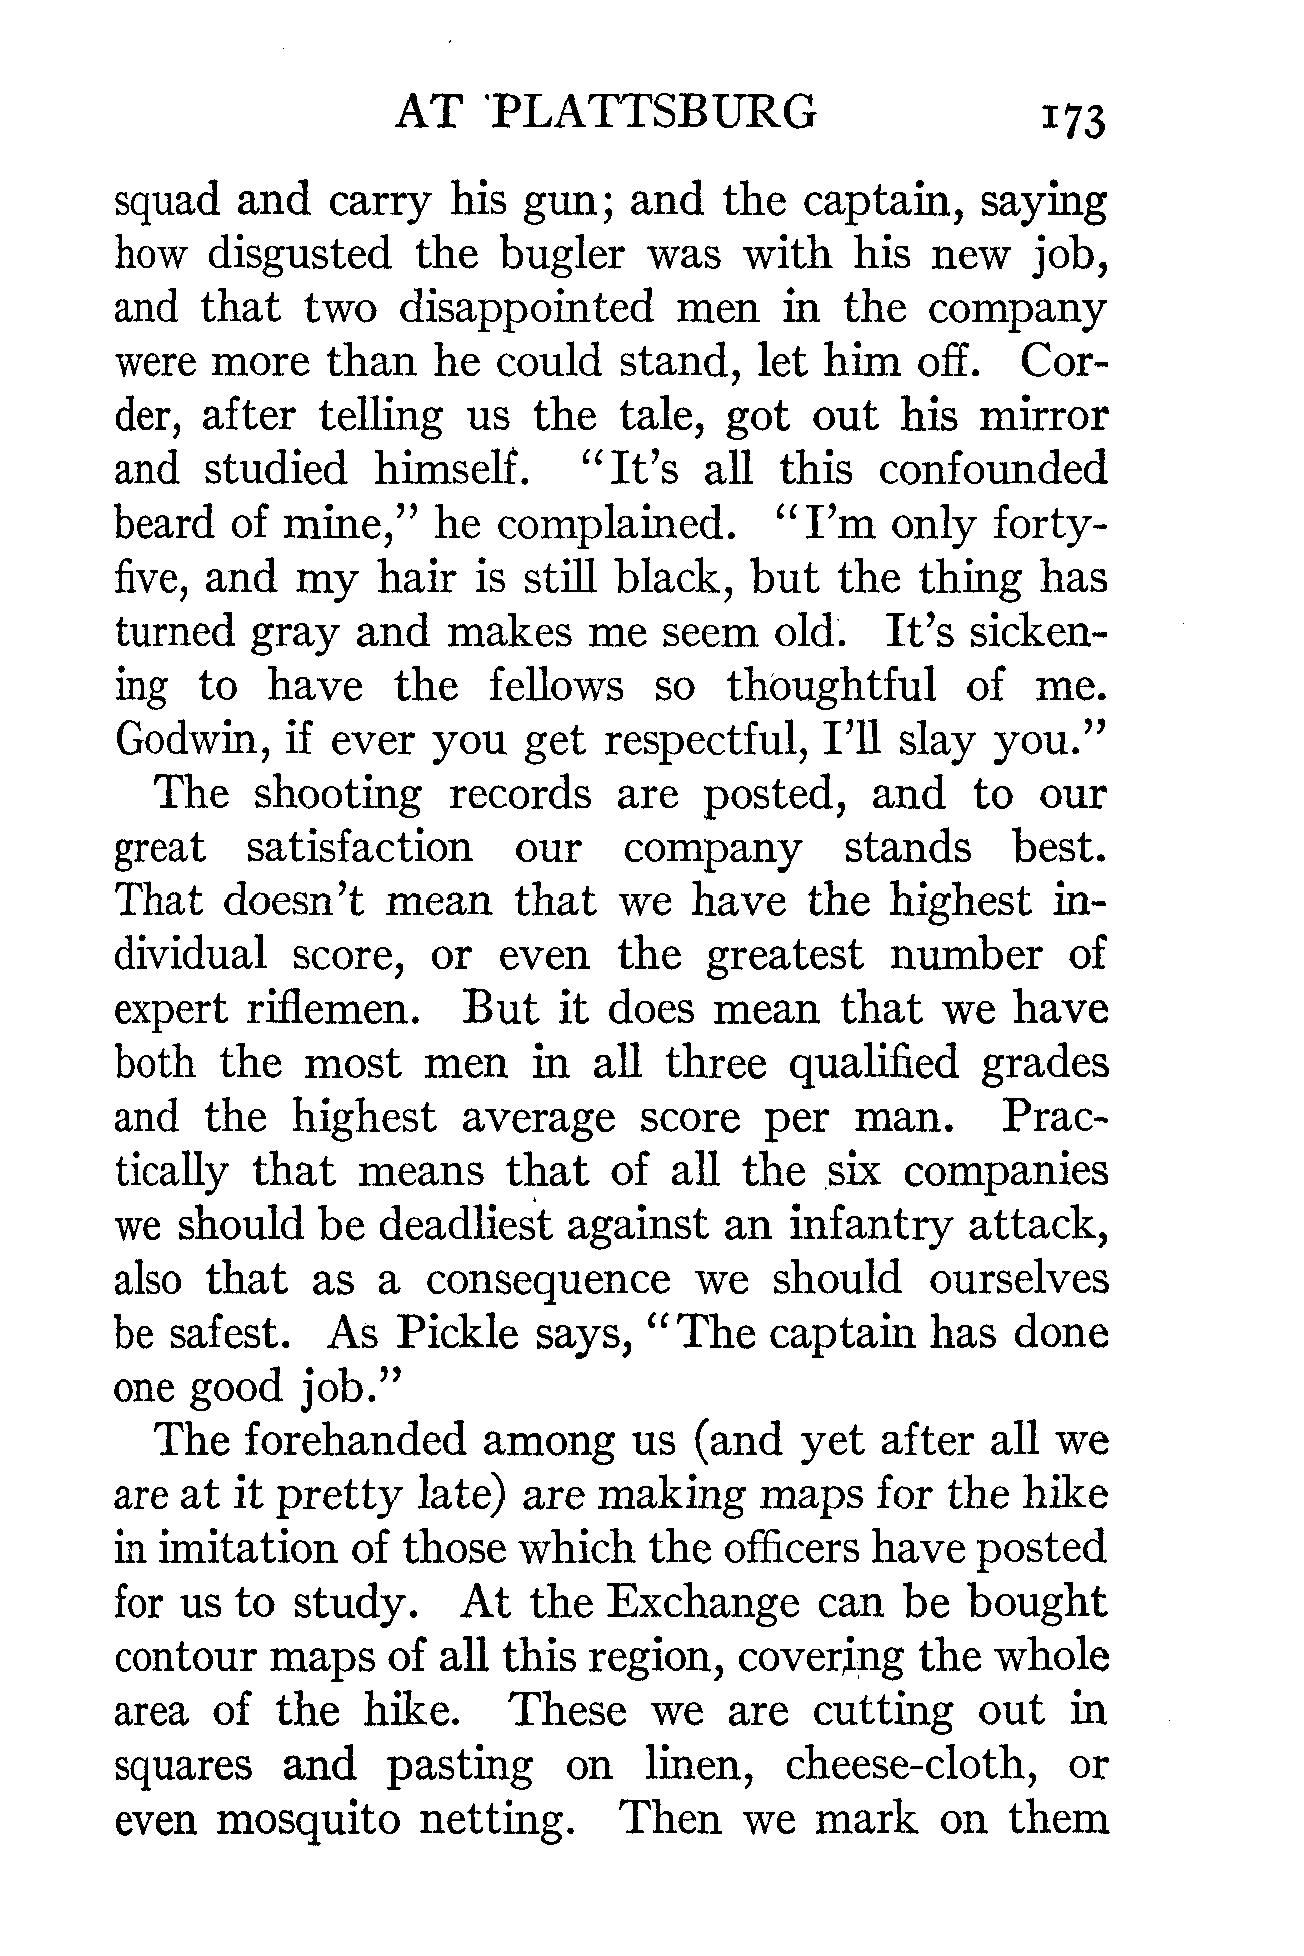 AT PLATTSBURG 173
squad and carry his gun; and the captain, saying
how disgusted the bugler was with his new job,
and that two disappointed men in the company
were more than he could stand, let him off. Cor-
der, after telling us the tale, got out his mirror
and studied himself. "It's all this confounded
beard of mine," he complained. "I'm only forty-
five, and my hair is still black, but the thing has
turned gray and makes me seem old. It's sicken-
ing to have the fellows so thoughtful of me.
Godwin, if ever you get respectful, I'll slay you."
The shooting records are posted, and to our
great satisfaction our company stands best.
That doesn't mean that we have the highest in-
dividual score, or even the greatest number of
expert riflemen. But it does mean that we have
both the most men in all three qualified grades
and the highest average score per man. Prac-
tically that means that of all the six companies
we should be deadliest against an infantry attack,
also that as a consequence we should ourselves
be safest. As Pickle says, "The captain has done
one good job."
The forehanded among us (and yet after all we
are at it pretty late) are making maps for the hike
in imitation of those which the officers have posted
for us to study. At the Exchange can be bought
contour maps of all this region, covering the whole
area of the hike. These we are cutting out in
squares and pasting on linen, cheese-cloth, or
even mosquito netting. Then we mark on them